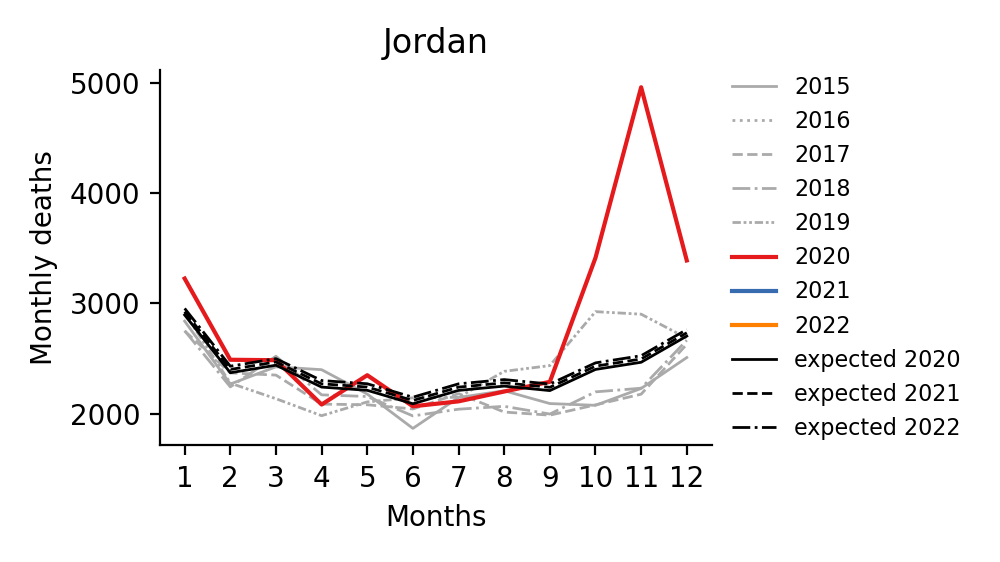 Jordan
Monthly deaths
5000
4000
3000
2000
1 2 3 4 5 6 7 8 9 10 11 12
Months
2015
2016
2017
2018
2019
2020
2021
2022
expected 2020
expected 2021
expected 2022